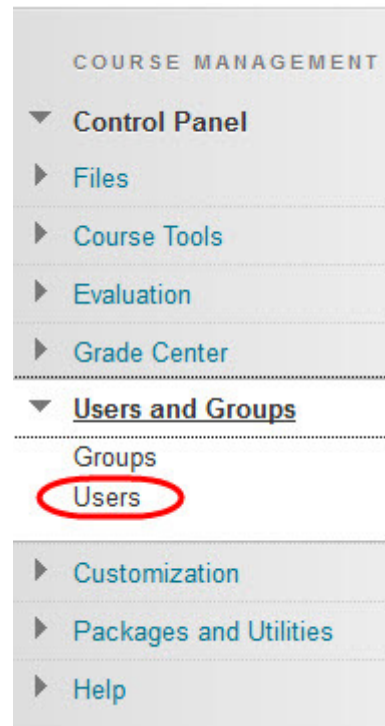 COURSE MANAGEMENT
Control Panel
Files
Course Tools
Evaluation
Grade Center
Users and Groups
Groups
Users
Customization
Packages and Utilities
Help